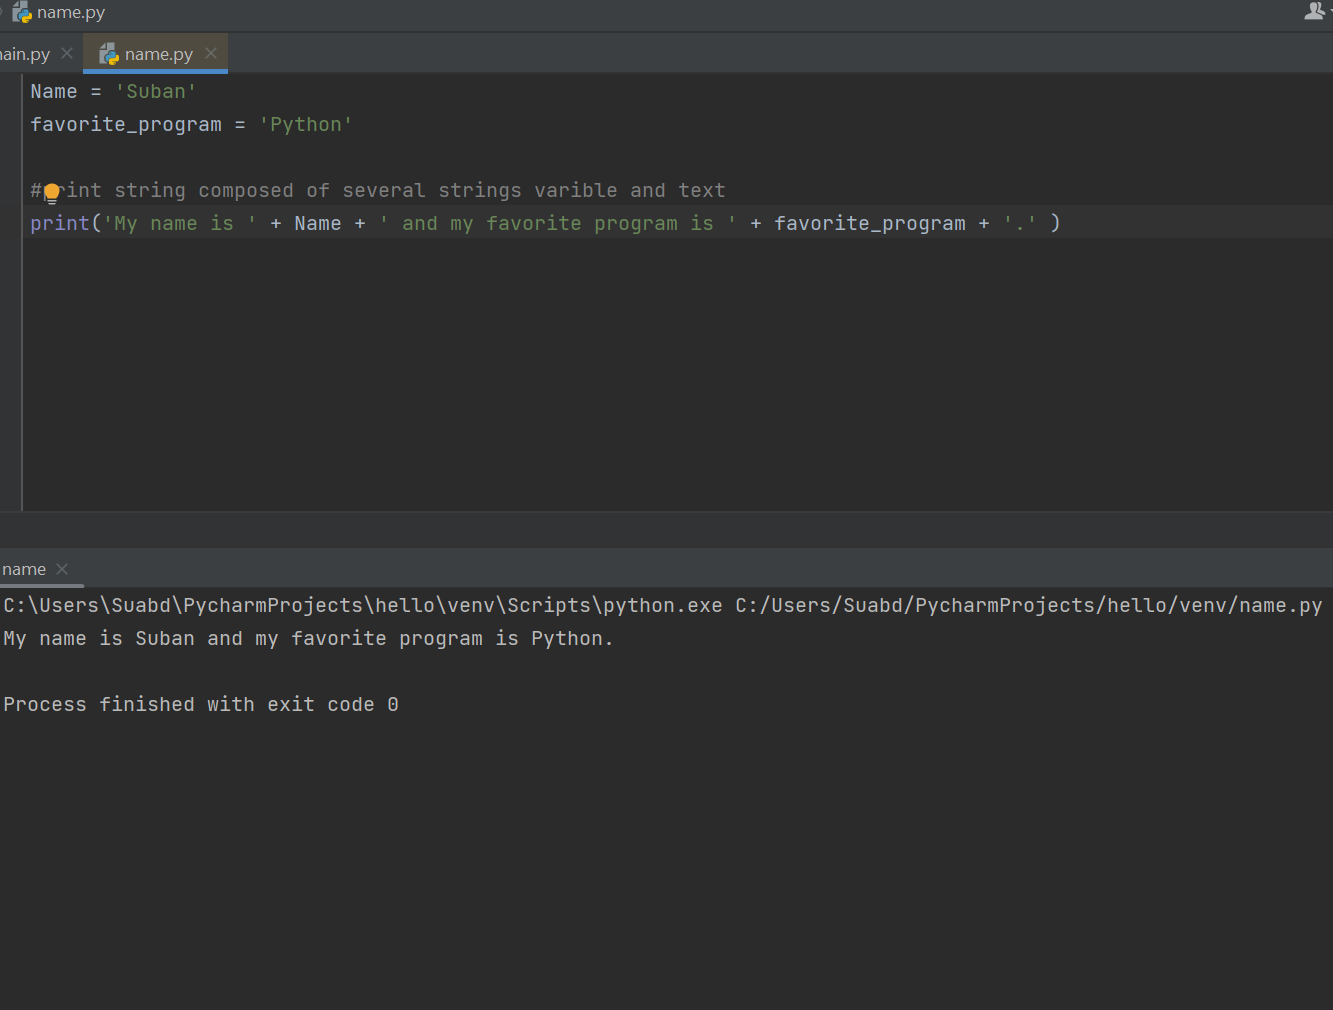 name.py
ain.py name.py
Name = 'Suban'
favorite_program = 'Python'
#print string composed of several strings varible and text
print('My name is ' + Name + ' and my favorite program is ' + favorite_program + '.' )
name
C:\Users\Suabd\PycharmProjects\hello\venv\Scripts\python.exe C:/Users/Suabd/PycharmProjects/hello/venv/name.py
My name is Suban and my favorite program is Python.
Process finished with exit code 0